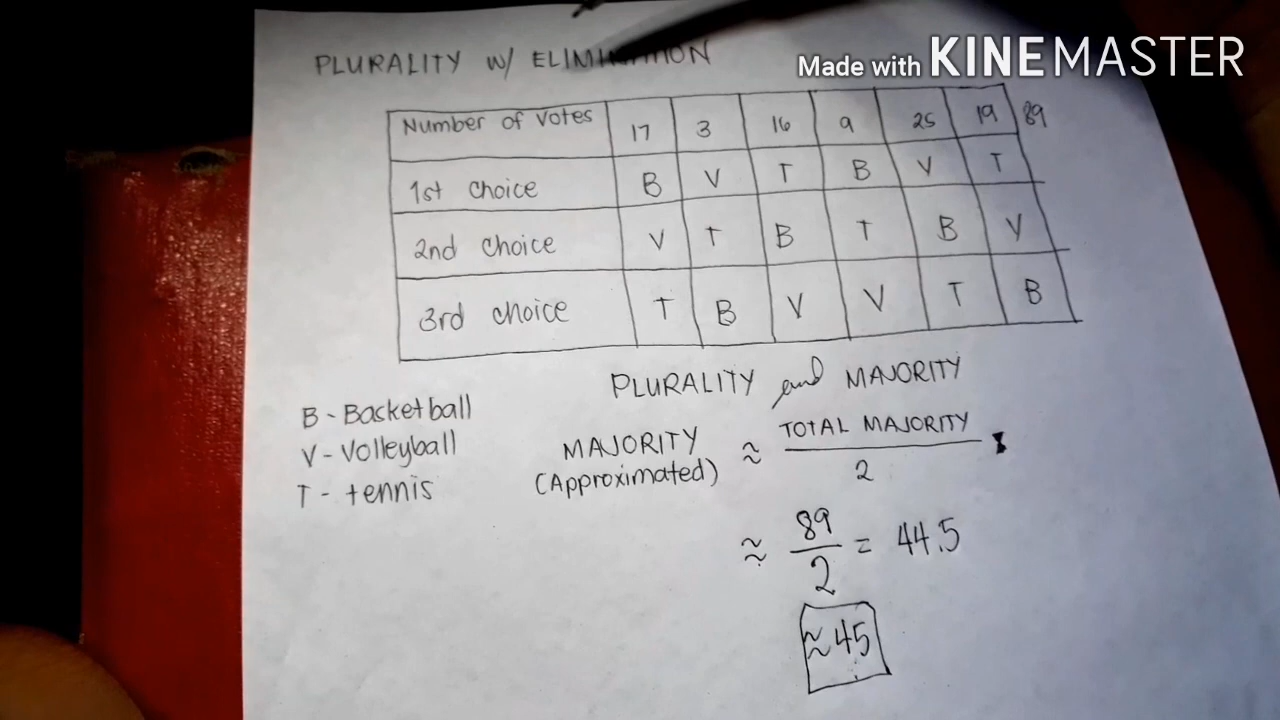 PLURALITY W/ ELIMINATION
Made with KINEMASTER
Number of Votes 17 3 16 9 25 19 89
1st choice B V T B V T
2nd choice V T B T B V
3rd choice T B V V T B
PLURALITY and MAJORITY
B - Basketball
V - Volleyball
T - tennis
MAJORITY
(Approximated) ≈ TOTAL MAJORITY
2
≈ 89
2
= 44.5
≈ 45